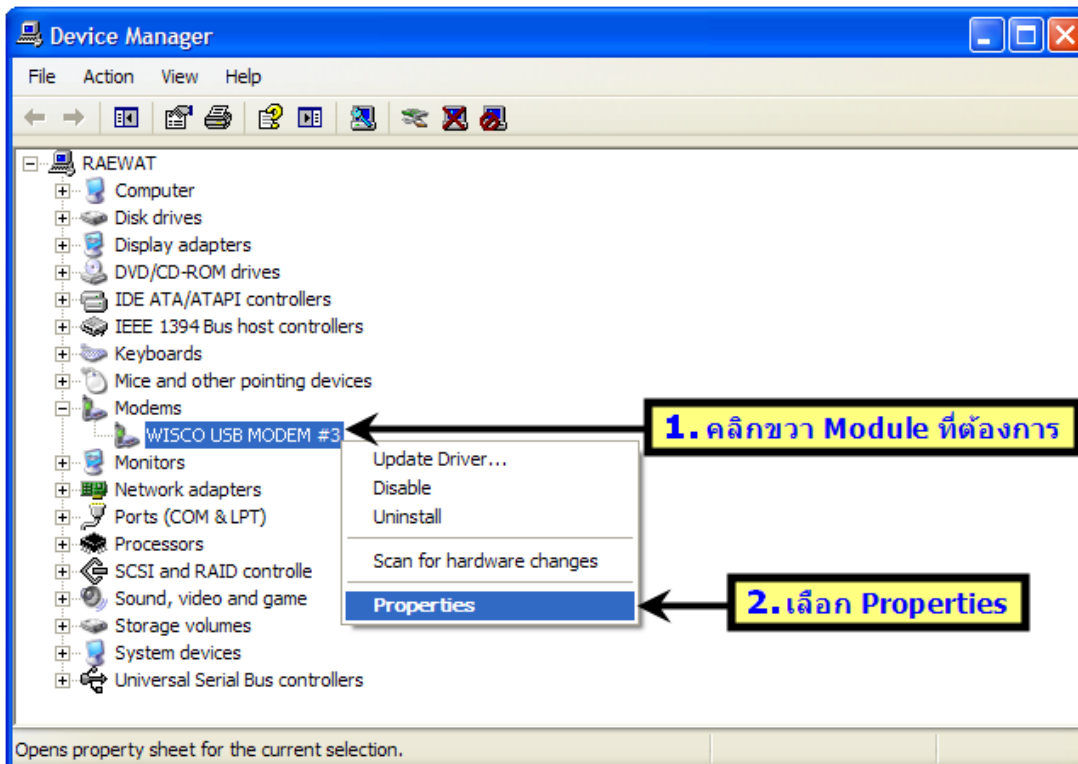 Device Manager
File Action View Help
RAEWAT
Computer
Disk drives
Display adapters
DVD/CD-ROM drives
IDE ATA/ATAPI controllers
IEEE 1394 Bus host controllers
Keyboards
Mice and other pointing devices
Modems
WISCO USB MODEM #3
1. คลิกขวา Module ที่ต้องการ
Monitors
Network adapters
Ports (COM & LPT)
Processors
SCSI and RAID controlle
Sound, video and game
Storage volumes
System devices
Universal Serial Bus controllers
Update Driver...
Disable
Uninstall
Scan for hardware changes
Properties
2. เลือก Properties
Opens property sheet for the current selection.